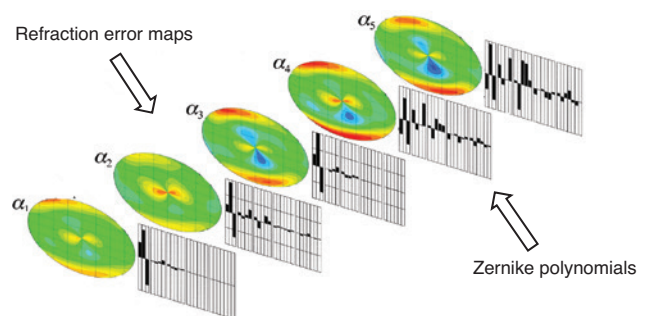 Refraction error maps
α5
α4
α3
α2
α1
Zernike polynomials